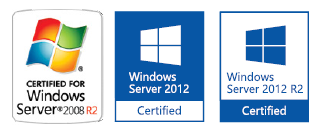 CERTIFIED FOR
Windows
Server®2008 R2
Windows
Server 2012
Certified
Windows
Server 2012 R2
Certified